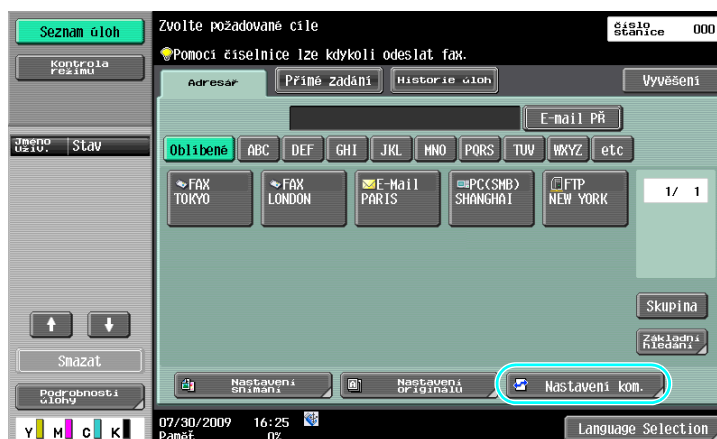 Seznam úloh
Kontrola
režimu
Jméno
uživ.
Stav
Smazat
Podrobnosti
úlohy
Y M C K
Zvolte požadované cíle
číslo
stanice
000
Pomocí číselnice lze kdykoli odeslat fax.
Adresář
Přímé zadání
Historie úloh
Vyvěšení
E-mail PŘ
Oblíbené ABC DEF GHI JKL MNO PQRS TUV WXYZ etc
FAX
TOKYO
FAX
LONDON
E-Mail
PARIS
PC(SMB)
SHANGHAI
FTP
NEW YORK
1/ 1
Skupina
Základní
hledání
Nastavení
snímání
Nastavení
originálu
Nastavení kom.
07/30/2009 16:25
Paměť 0%
Language Selection